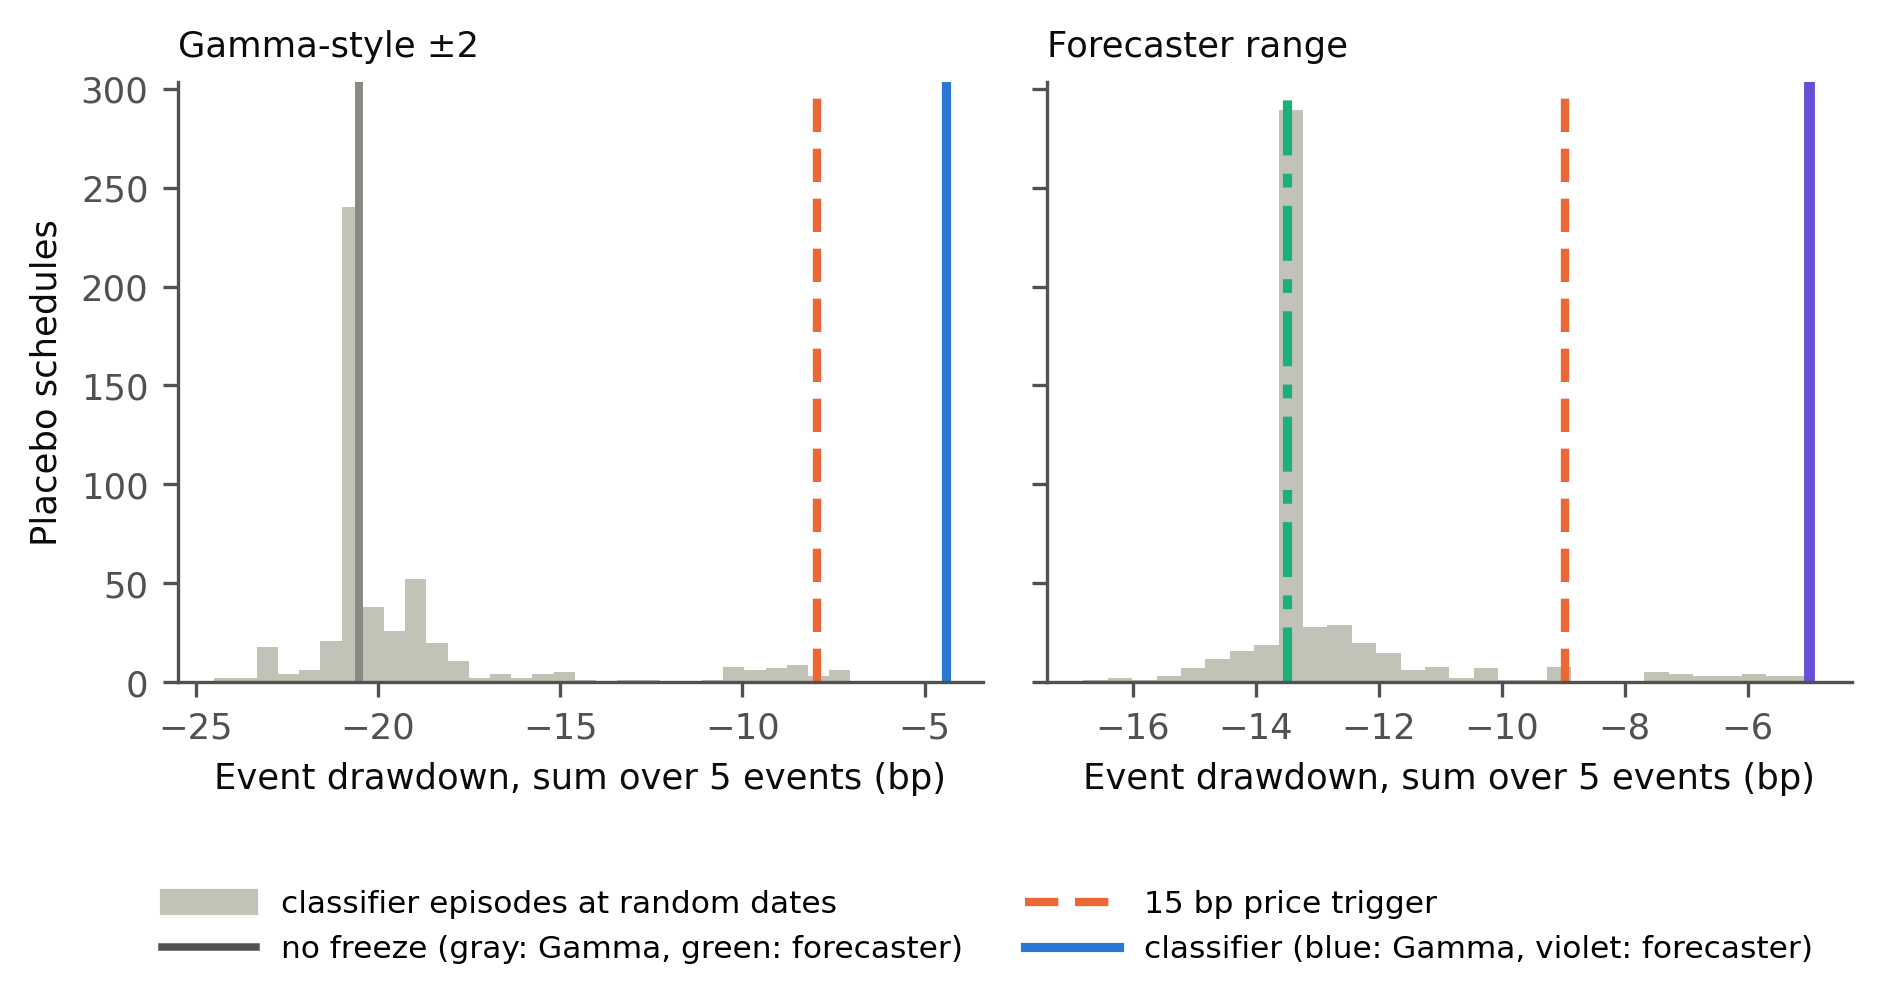 Gamma-style ±2
Forecaster range
Placebo schedules
300
250
200
150
100
50
0
−25
−20
−15
−10
−5
−16
−14
−12
−10
−8
−6
Event drawdown, sum over 5 events (bp)
Event drawdown, sum over 5 events (bp)
classifier episodes at random dates
no freeze (gray: Gamma, green: forecaster)
15 bp price trigger
classifier (blue: Gamma, violet: forecaster)